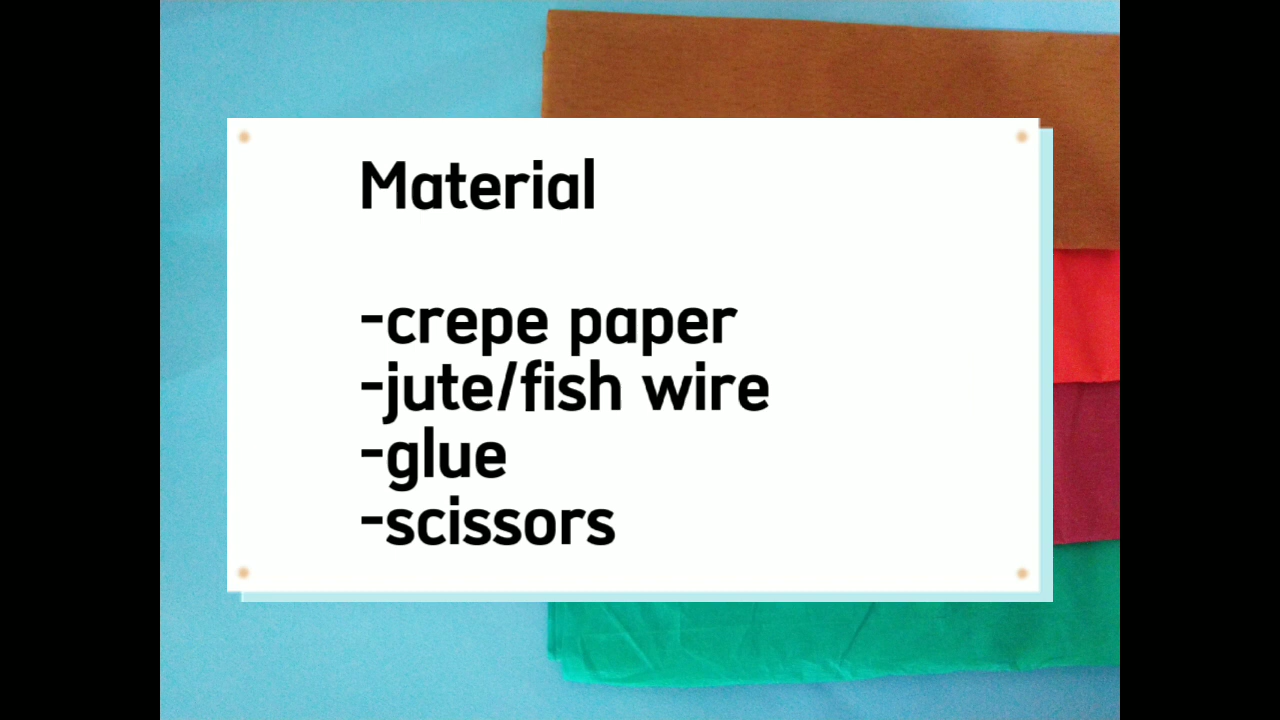 Material
-crepe paper
-jute/fish wire
-glue
-scissors